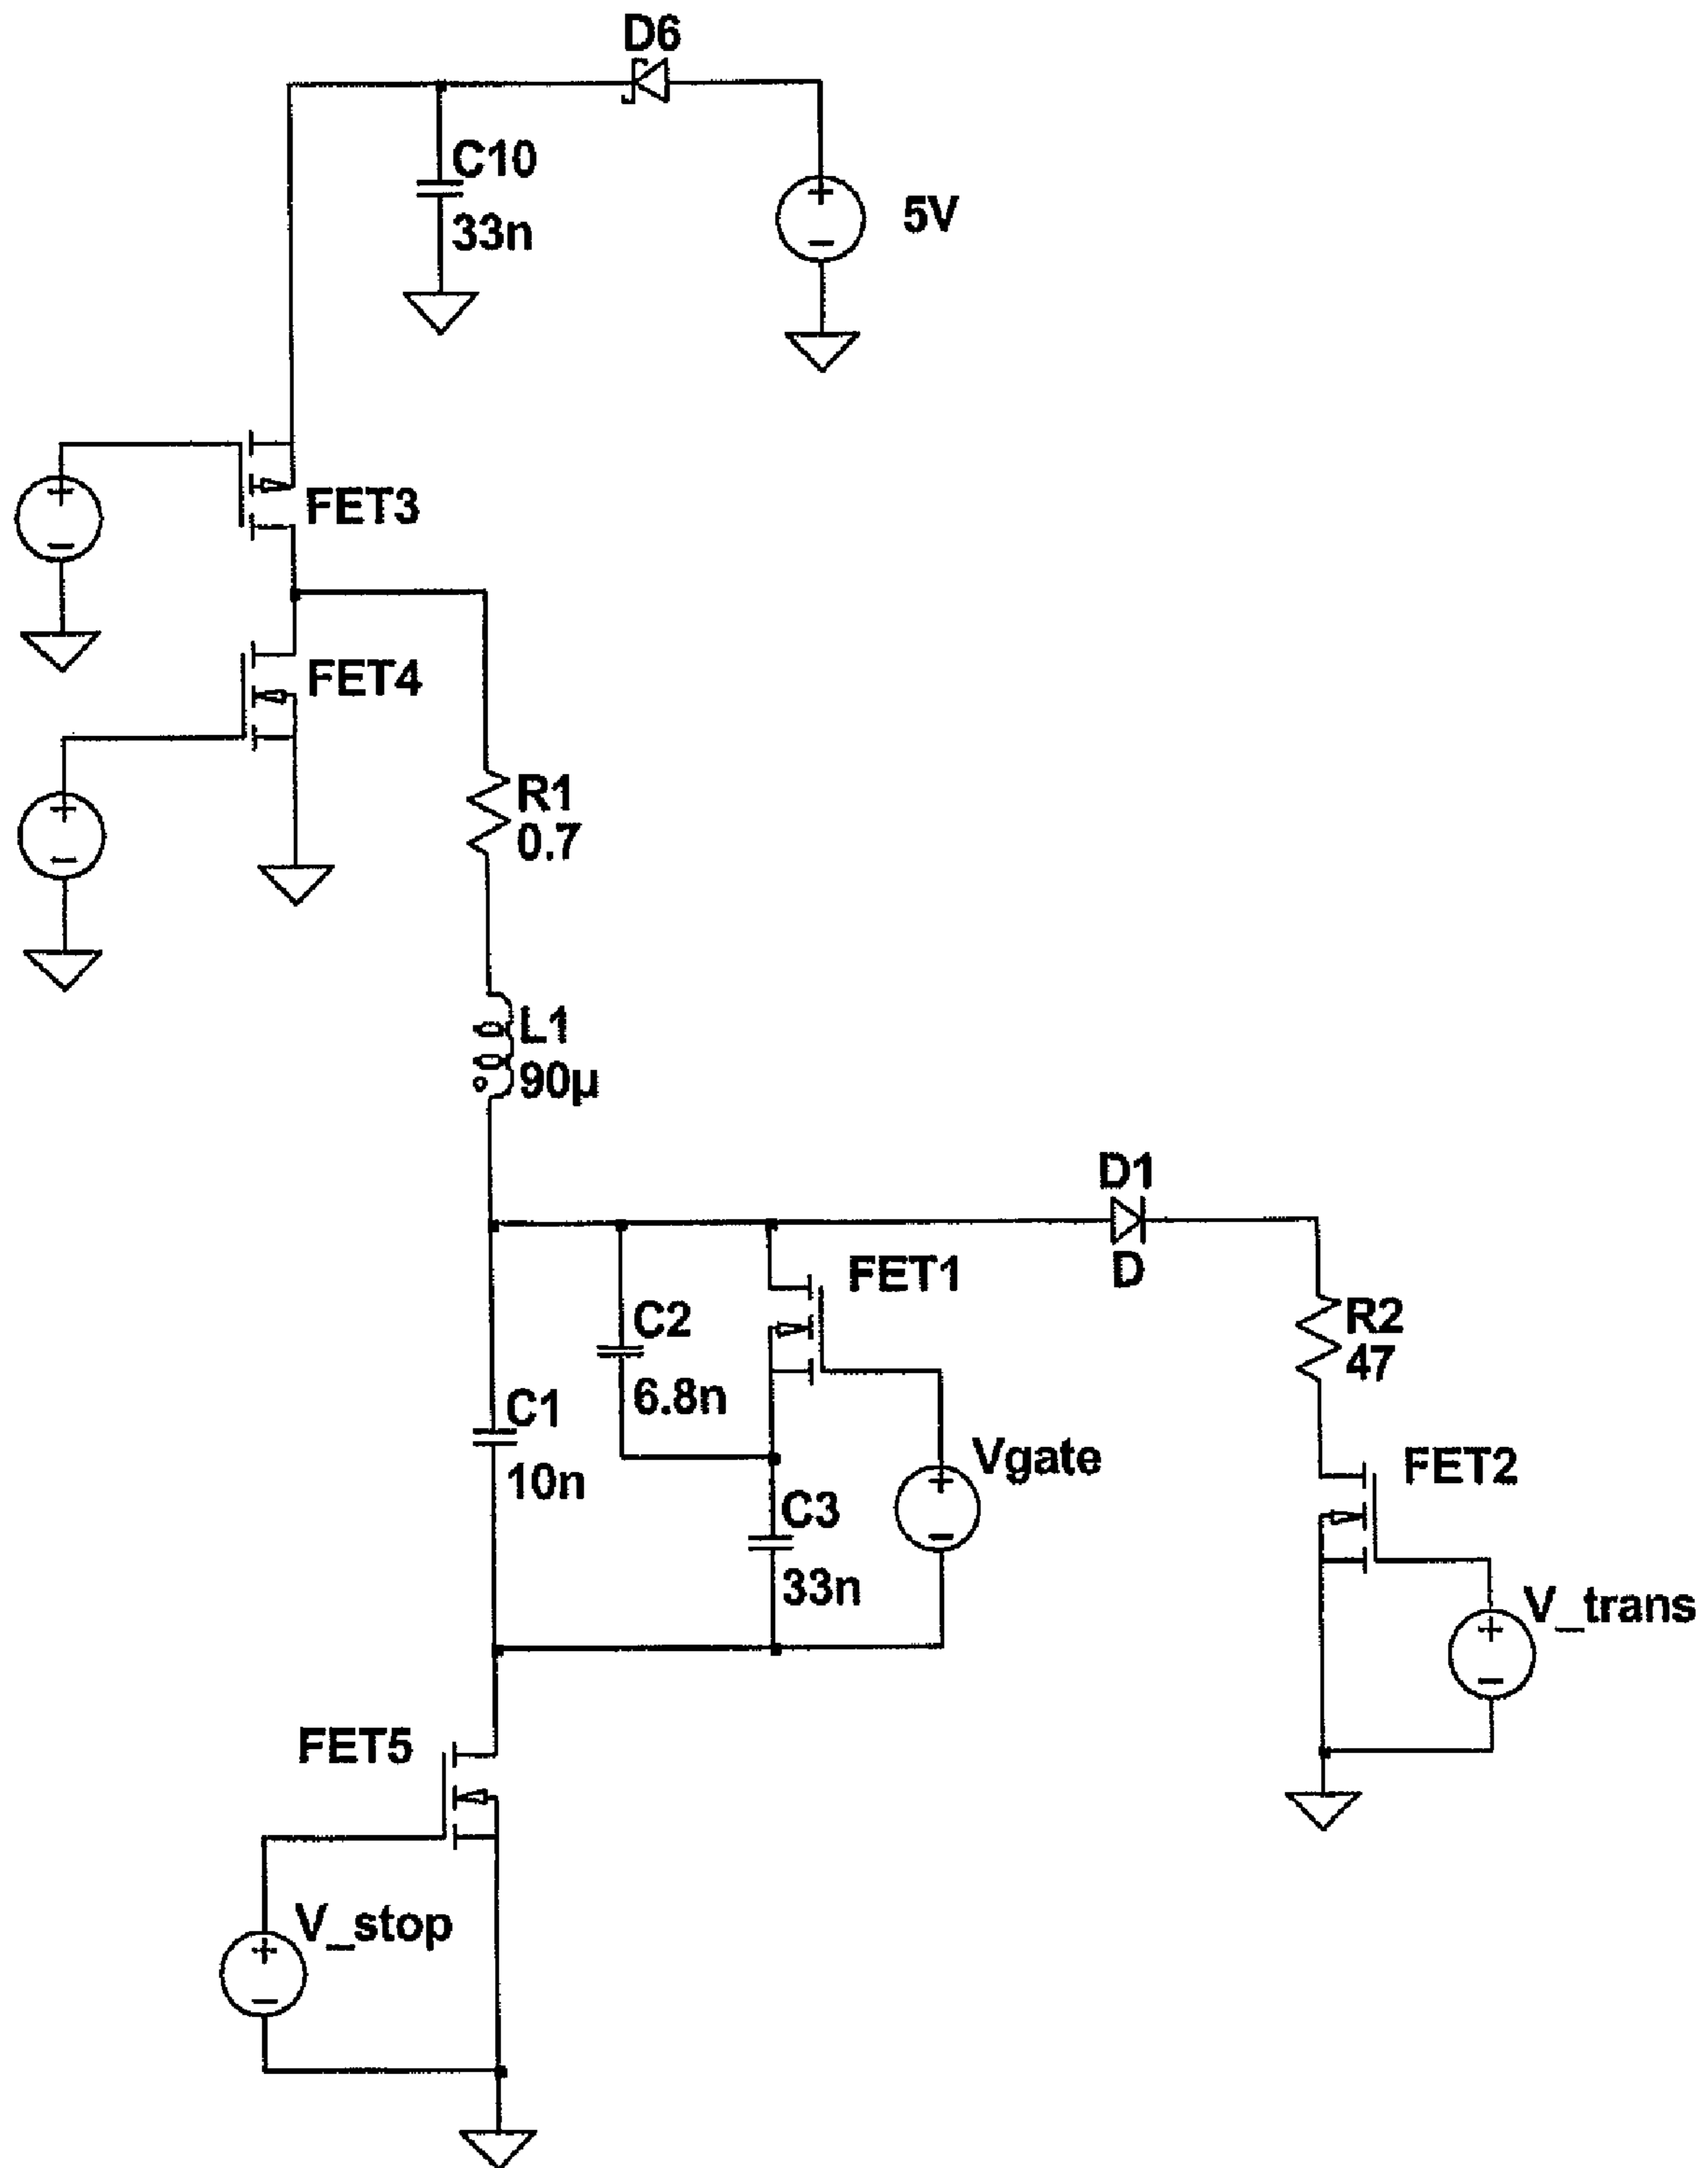 D6
C10
33n
5V
FET3
FET4
R1
0.7
L1
90µ
D1
D
FET1
C2
6.8n
R2
47
C1
10n
Vgate
FET2
C3
33n
V_trans
FET5
V_stop